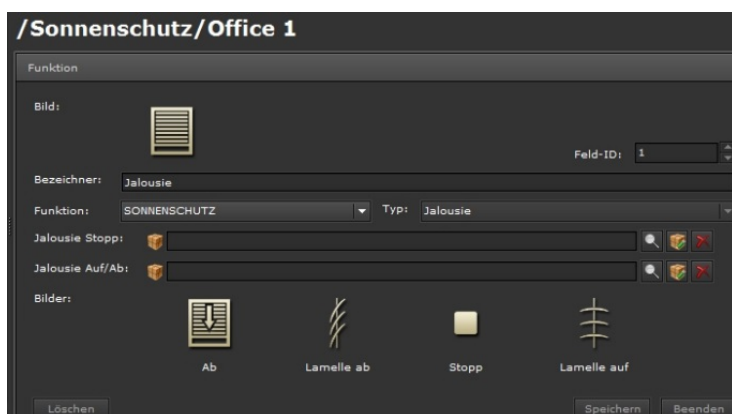 /Sonnenschutz/Office 1
Funktion
Bild:
Feld-ID: 1
Bezeichner: Jalousie
Funktion: SONNENSCHUTZ Typ: Jalousie
Jalousie Stopp:
Jalousie Auf/Ab:
Bilder:
Ab Lamelle ab Stopp Lamelle auf
Löschen Speichern Beenden